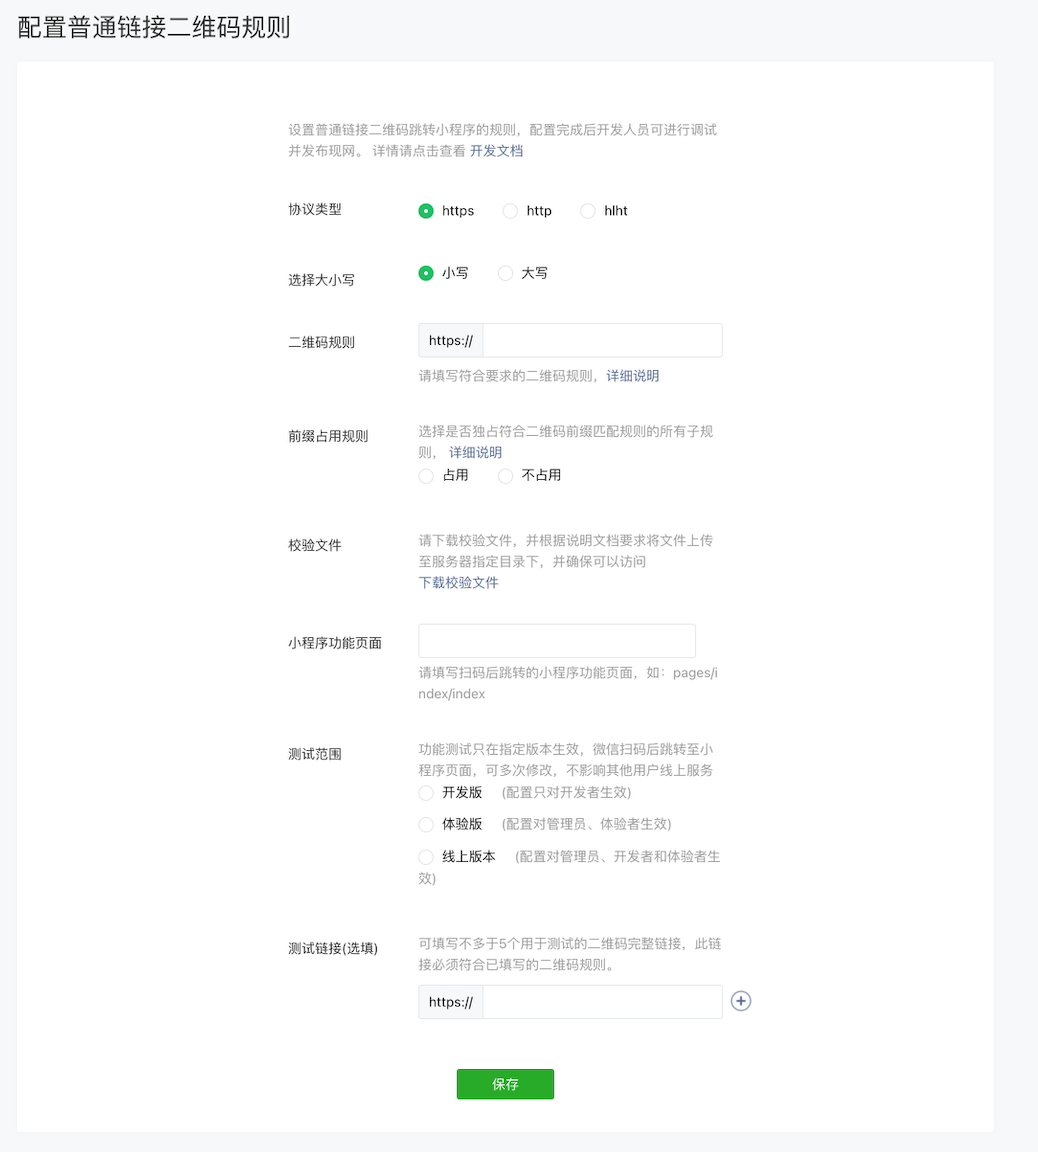 配置普通链接二维码规则
设置普通链接二维码跳转小程序的规则，配置完成后开发人员可进行调试
并发布现网。 详情请点击查看 开发文档
协议类型 https http hlht
选择大小写 小写 大写
二维码规则 https://
请填写符合要求的二维码规则，详细说明
前缀占用规则 选择是否独占符合二维码前缀匹配规则的所有子规
则， 详细说明
占用 不占用
校验文件 请下载校验文件，并根据说明文档要求将文件上传
至服务器指定目录下，并确保可以访问
下载校验文件
小程序功能页面
请填写扫码后跳转的小程序功能页面，如：pages/i
ndex/index
测试范围 功能测试只在指定版本生效，微信扫码后跳转至小
程序页面，可多次修改，不影响其他用户线上服务
开发版 (配置只对开发者生效)
体验版 (配置对管理员、体验者生效)
线上版本 (配置对管理员、开发者和体验者生
效)
测试链接(选填) 可填写不多于5个用于测试的二维码完整链接，此链
接必须符合已填写的二维码规则。
https://
保存